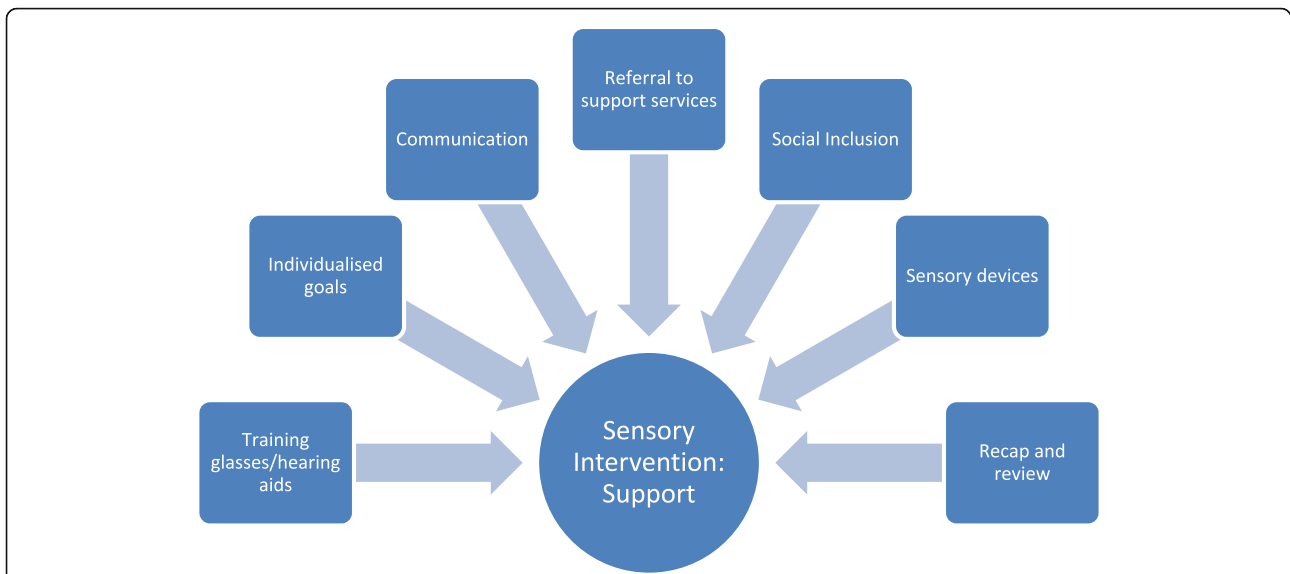 Referral to
support services
Communication
Social Inclusion
Individualised
goals
Sensory devices
Training
glasses/hearing
aids
Sensory
Intervention:
Support
Recap and
review